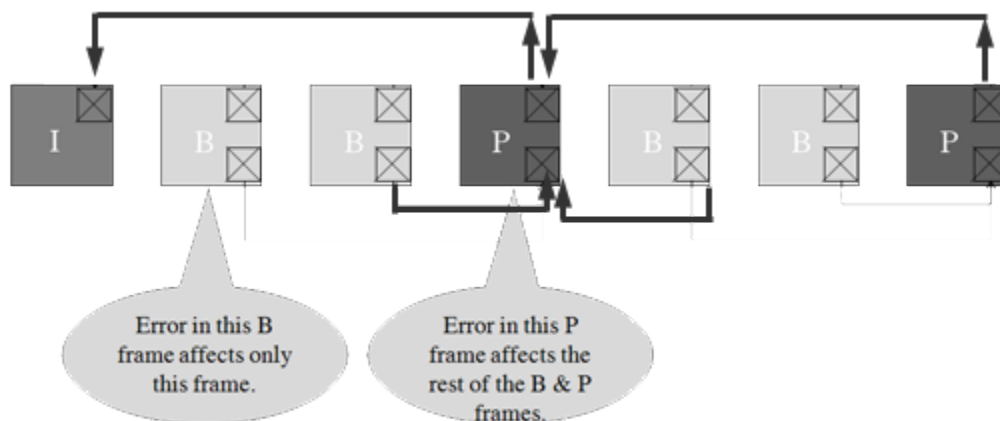 I B B P B B P
Error in this B
frame affects only
this frame.
Error in this P
frame affects the
rest of the B & P
frames.